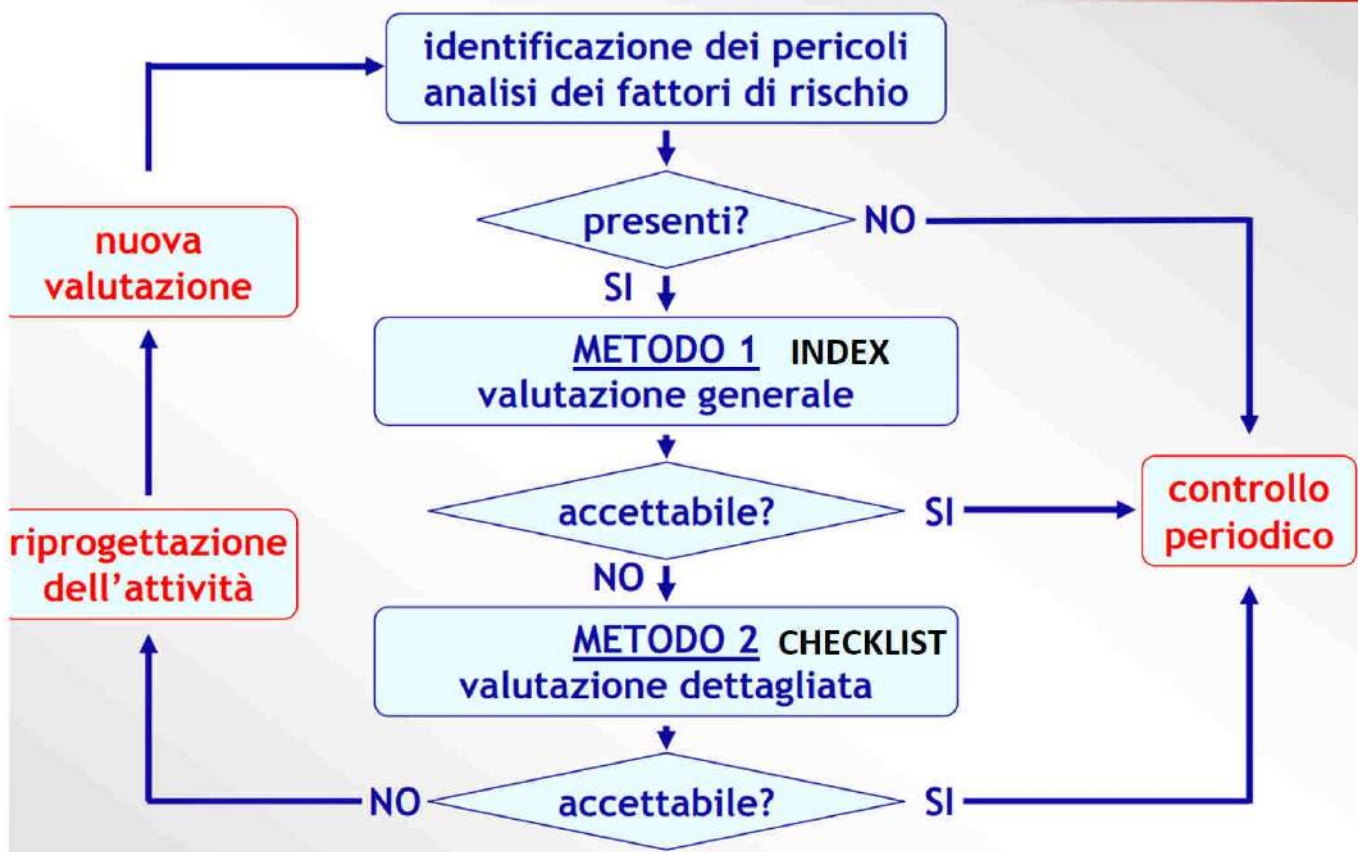 identificazione dei pericoli
analisi dei fattori di rischio
presenti?
NO
SI
nuova
valutazione
METODO 1 INDEX
valutazione generale
accettabile?
SI
NO
controllo
periodico
riprogettazione
dell'attività
METODO 2 CHECKLIST
valutazione dettagliata
NO
accettabile?
SI